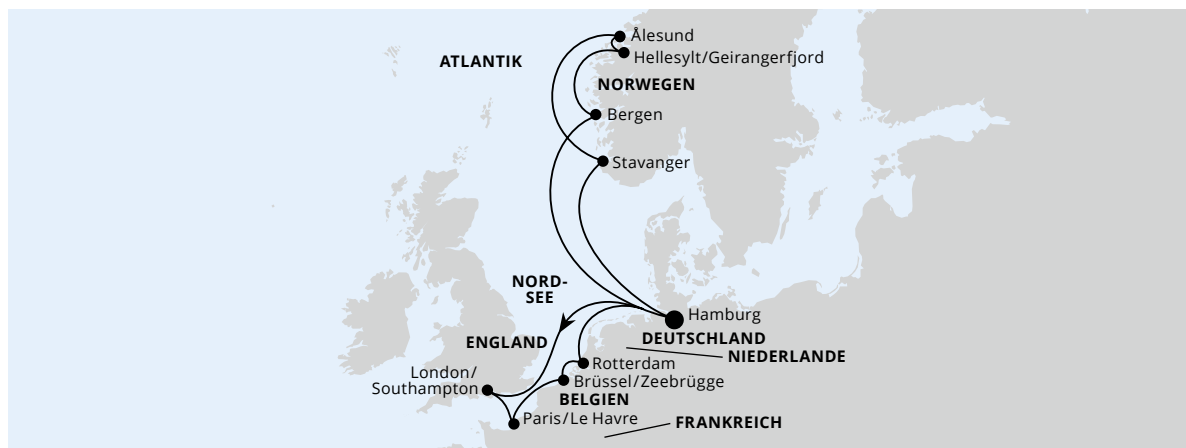 Ålesund
Hellesylt/Geirangerfjord
ATLANTIK
NORWEGEN
Bergen
Stavanger
NORD-
SEE
Hamburg
DEUTSCHLAND
ENGLAND
NIEDERLANDE
Rotterdam
London/
Southampton
Brüssel/Zeebrügge
BELGIEN
Paris/Le Havre
FRANKREICH